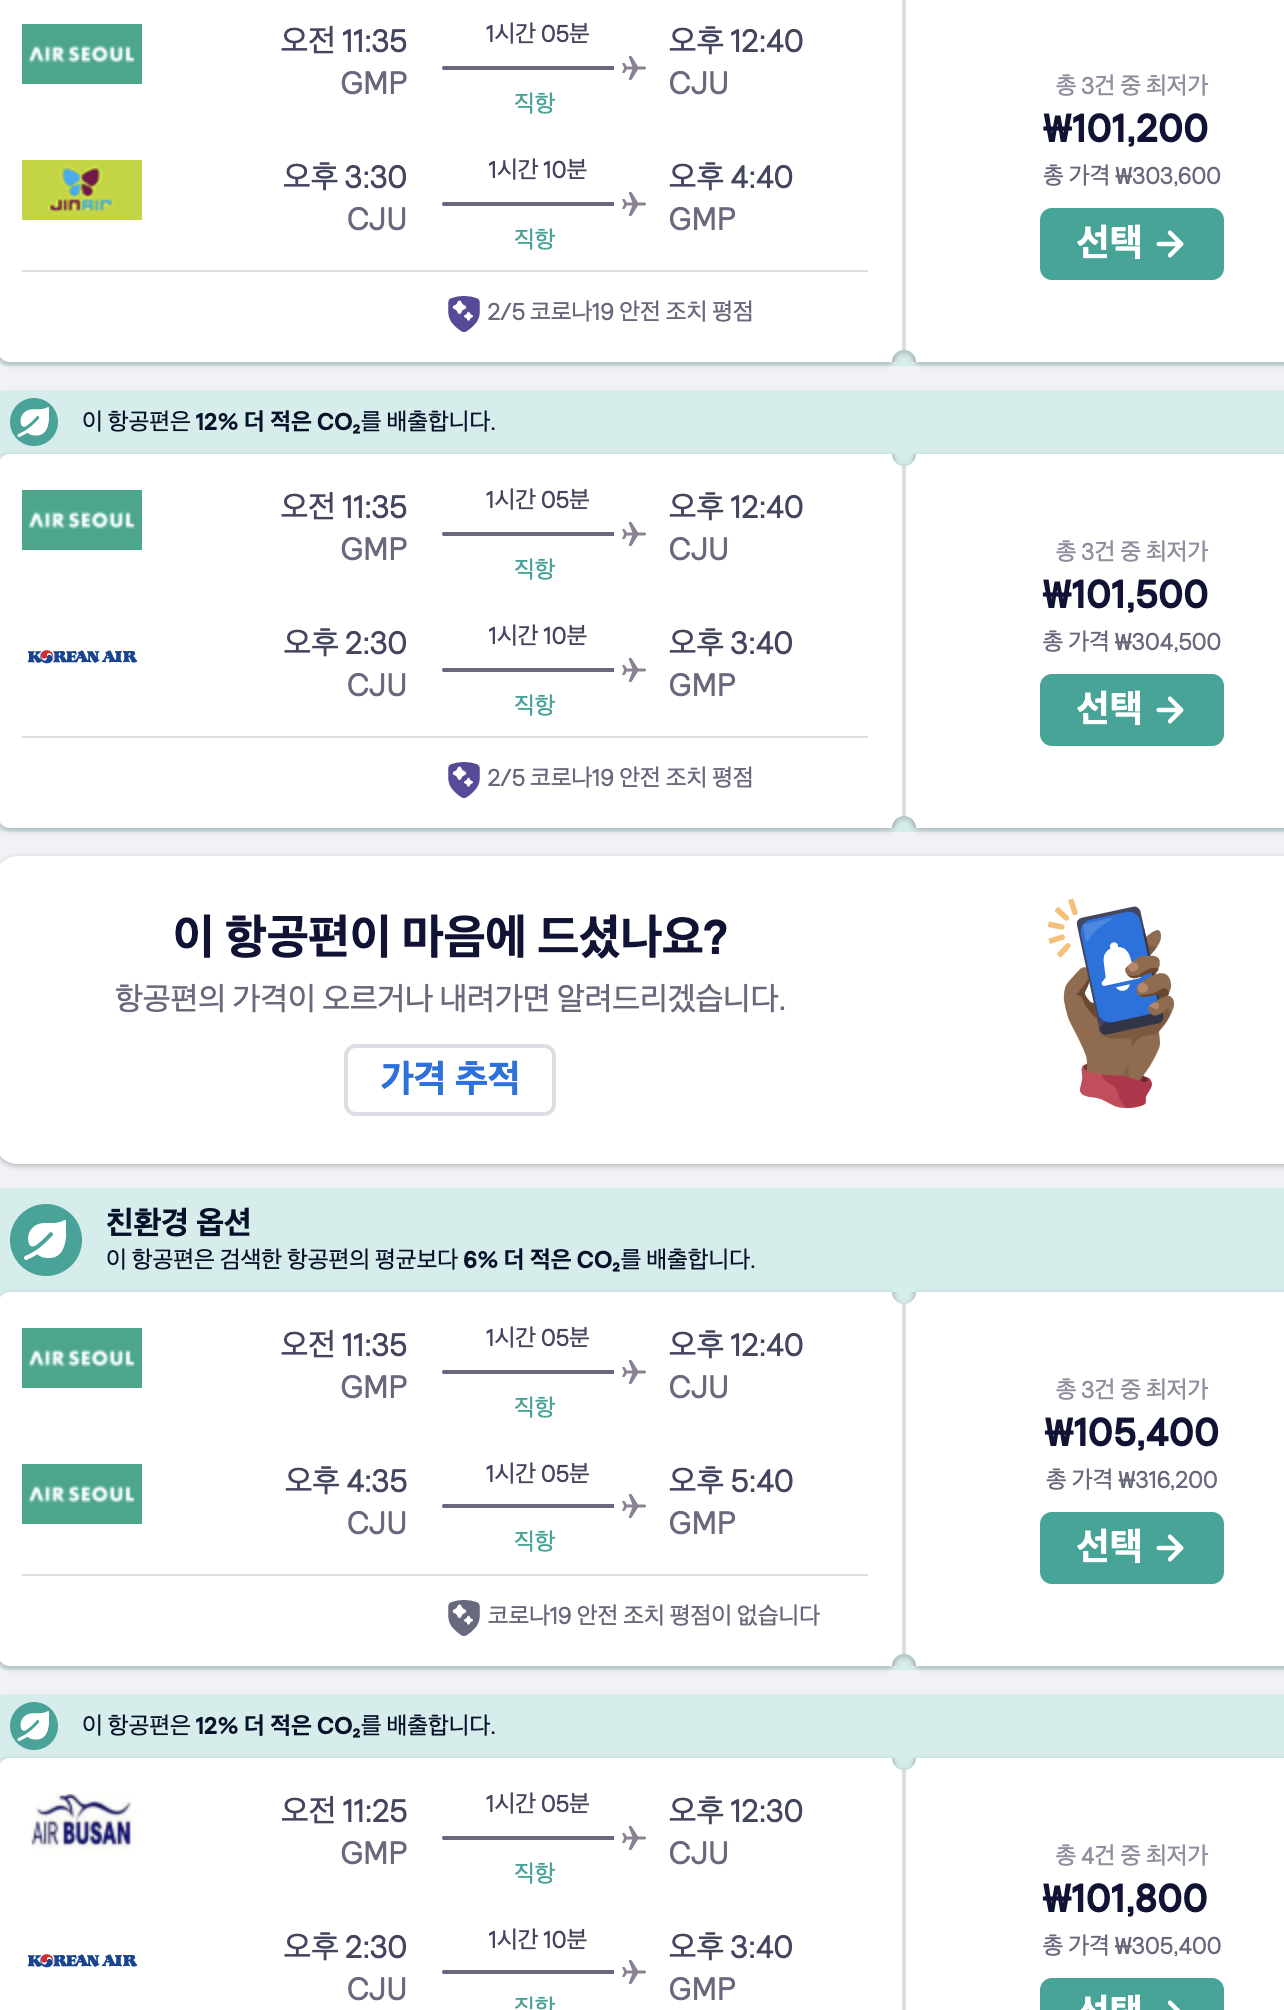 AIR SEOUL
오전 11:35
GMP
1시간 05분
직항
오후 12:40
CJU
JINAIR
오후 3:30
CJU
1시간 10분
직항
오후 4:40
GMP
2/5 코로나19 안전 조치 평점
총 3건 중 최저가
₩101,200
총 가격 ₩303,600
선택 →
이 항공편은 12% 더 적은 CO₂를 배출합니다.
AIR SEOUL
오전 11:35
GMP
1시간 05분
직항
오후 12:40
CJU
KOREAN AIR
오후 2:30
CJU
1시간 10분
직항
오후 3:40
GMP
2/5 코로나19 안전 조치 평점
총 3건 중 최저가
₩101,500
총 가격 ₩304,500
선택 →
이 항공편이 마음에 드셨나요?
항공편의 가격이 오르거나 내려가면 알려드리겠습니다.
가격 추적
친환경 옵션
이 항공편은 검색한 항공편의 평균보다 6% 더 적은 CO₂를 배출합니다.
AIR SEOUL
오전 11:35
GMP
1시간 05분
직항
오후 12:40
CJU
AIR SEOUL
오후 4:35
CJU
1시간 05분
직항
오후 5:40
GMP
코로나19 안전 조치 평점이 없습니다
총 3건 중 최저가
₩105,400
총 가격 ₩316,200
선택 →
이 항공편은 12% 더 적은 CO₂를 배출합니다.
AIR BUSAN
오전 11:25
GMP
1시간 05분
직항
오후 12:30
CJU
KOREAN AIR
오후 2:30
CJU
1시간 10분
직항
오후 3:40
GMP
총 4건 중 최저가
₩101,800
총 가격 ₩305,400
선택 →